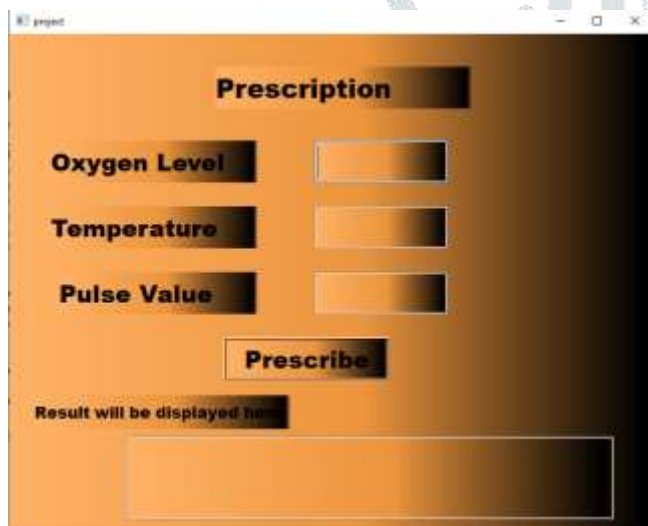 project
Prescription
Oxygen Level
Temperature
Pulse Value
Prescribe
Result will be displayed here